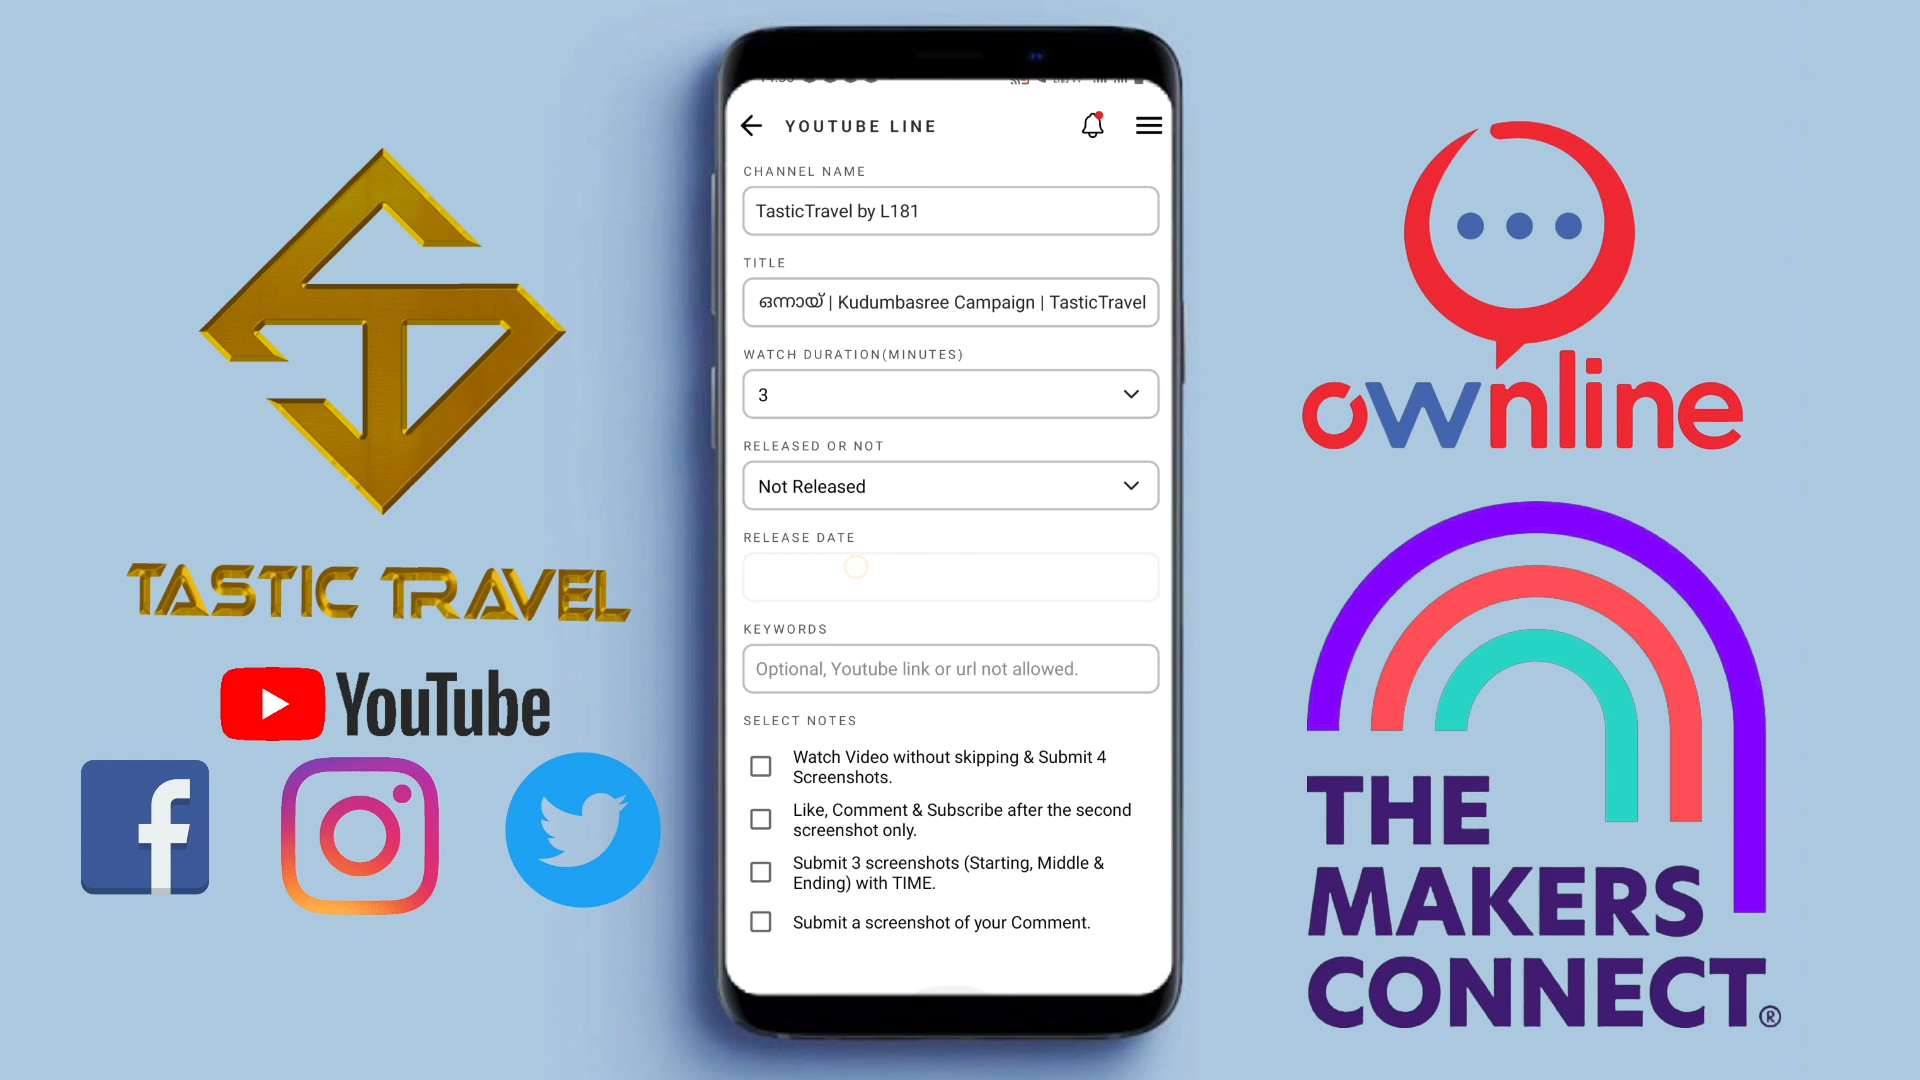 YOUTUBE LINE
CHANNEL NAME
TasticTravel by L181
TITLE
ഒന്നായ് | Kudumbasree Campaign | TasticTravel
WATCH DURATION(MINUTES)
3
RELEASED OR NOT
Not Released
RELEASE DATE
KEYWORDS
Optional, Youtube link or url not allowed.
SELECT NOTES
Watch Video without skipping & Submit 4
Screenshots.
Like, Comment & Subscribe after the second
screenshot only.
Submit 3 screenshots (Starting, Middle &
Ending) with TIME.
Submit a screenshot of your Comment.
TASTIC TRAVEL
YouTube
ownline
THE
MAKERS
CONNECT®